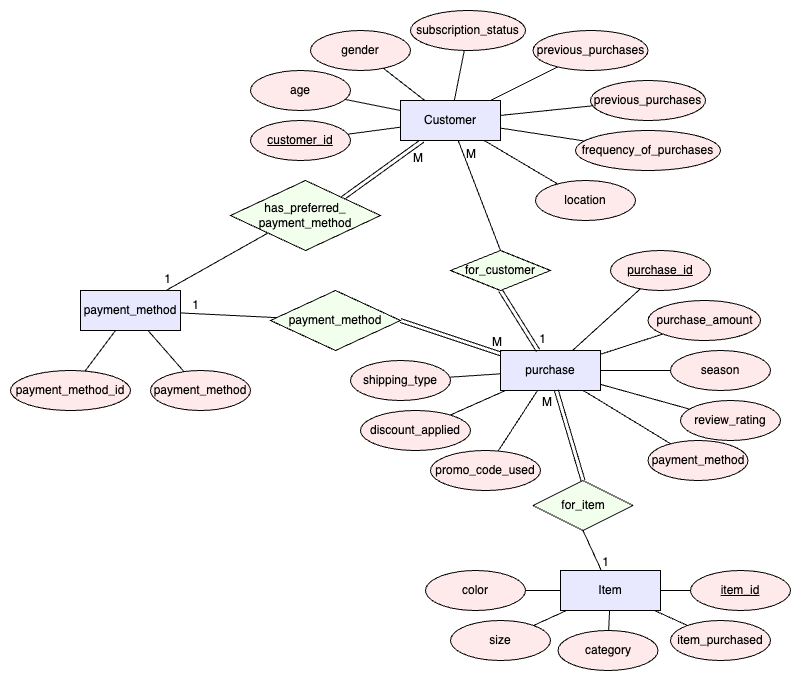 subscription_status
gender
previous_purchases
age
previous_purchases
Customer
customer_id
frequency_of_purchases
M
M
location
has_preferred_
payment_method
for_customer
purchase_id
1
payment_method
1
payment_method
purchase_amount
M
1
purchase
season
shipping_type
payment_method_id
payment_method
M
discount_applied
review_rating
promo_code_used
payment_method
for_item
1
color
Item
item_id
size
category
item_purchased